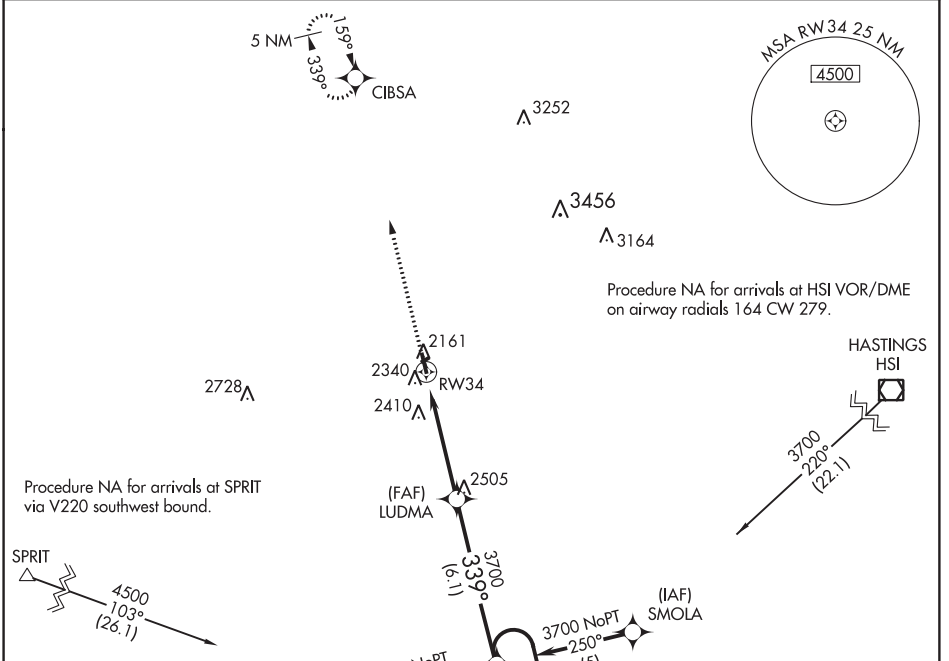 5 NM
159°
339°
CIBSA
MSA RW34 25 NM
4500
3252
3456
3164
Procedure NA for arrivals at HSI VOR/DME
on airway radials 164 CW 279.
HASTINGS
HSI
2161
2340
RW34
2728
2410
3700
220°
(22.1)
Procedure NA for arrivals at SPRIT
via V220 southwest bound.
2505
(FAF)
LUDMA
SPRIT
4500
103°
(26.1)
3700
339°
(6.1)
(IAF)
SMOLA
3700 NoPT
250°
(5)
NoPT